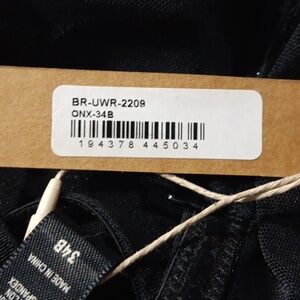 BR-UWR-2209
ONX-34B
194378 445034
34B
MADE IN CHINA